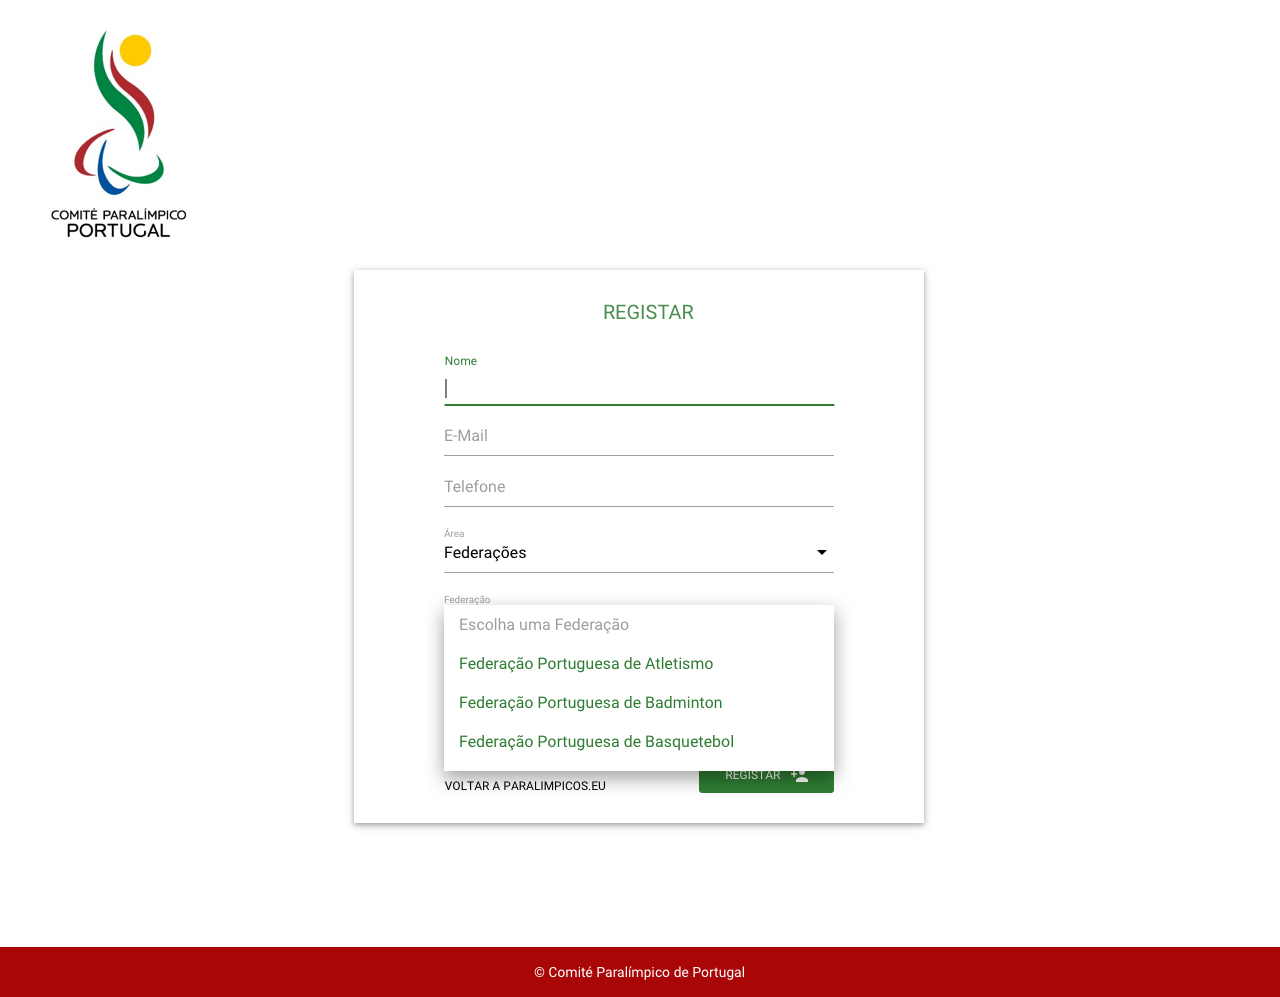 COMITÉ PARALÍMPICO
PORTUGAL
REGISTAR
Nome
E-Mail
Telefone
Área
Federações
Federação
Escolha uma Federação
Federação Portuguesa de Atletismo
Federação Portuguesa de Badminton
Federação Portuguesa de Basquetebol
REGISTAR
VOLTAR A PARALIMPICOS.EU
© Comité Paralímpico de Portugal